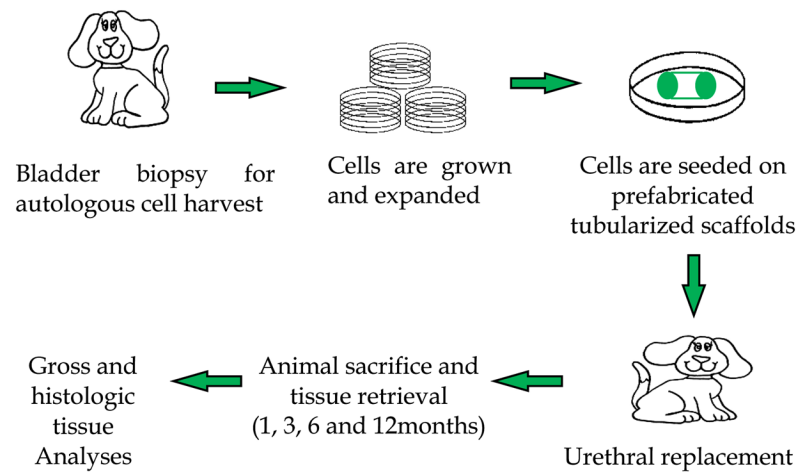 Bladder biopsy for
autologous cell harvest
Cells are grown
and expanded
Cells are seeded on
prefabricated
tubularized scaffolds
Urethral replacement
Animal sacrifice and
tissue retrieval
(1, 3, 6 and 12months)
Gross and
histologic
tissue
Analyses